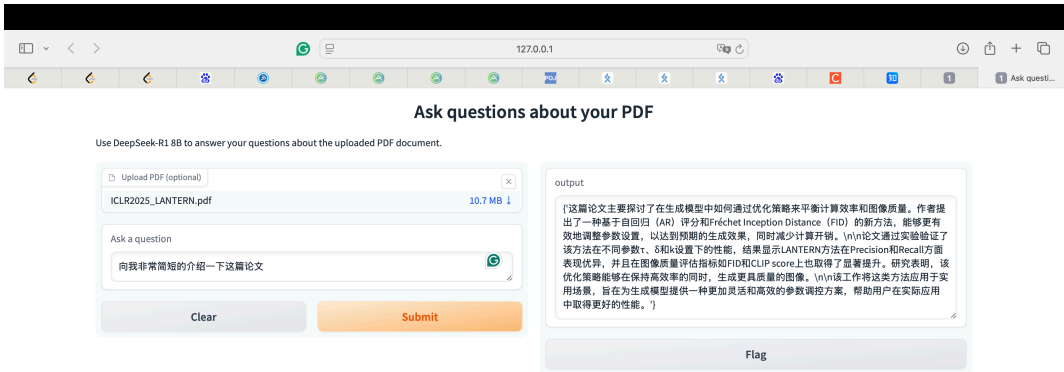 127.0.0.1
POJ
C
知
1
1 Ask questi...
Ask questions about your PDF
Use DeepSeek-R1 8B to answer your questions about the uploaded PDF document.
Upload PDF (optional)
ICLR2025_LANTERN.pdf
10.7 MB ↓
Ask a question
向我非常简短的介绍一下这篇论文
Clear
Submit
output
{'这篇论文主要探讨了在生成模型中如何通过优化策略来平衡计算效率和图像质量。作者提
出了一种基于自回归（AR）评分和Fréchet Inception Distance（FID）的新方法，能够更有
效地调整参数设置，以达到预期的生成效果，同时减少计算开销。\n\n论文通过实验验证了
该方法在不同参数τ、δ和k设置下的性能，结果显示LANTERN方法在Precision和Recall方面
表现优异，并且在图像质量评估指标如FID和CLIP score上也取得了显著提升。研究表明，该
优化策略能够在保持高效率的同时，生成更具质量的图像。\n\n该工作将这类方法应用于实
用场景，旨在为生成模型提供一种更加灵活和高效的参数调控方案，帮助用户在实际应用
中取得更好的性能。'}
Flag